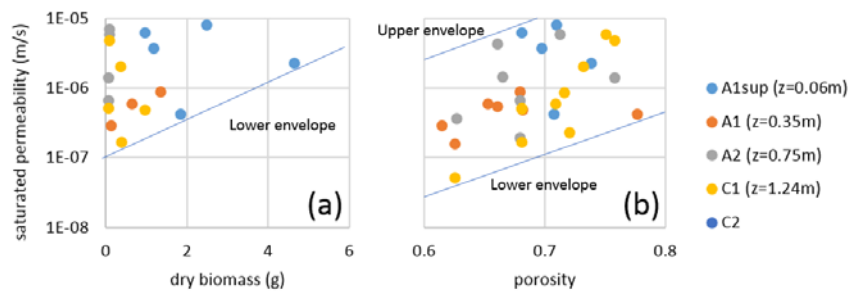 saturated permeability (m/s)
1E-05
1E-06
1E-07
1E-08
Lower envelope
(a)
0
2
4
6
dry biomass (g)
Upper envelope
Lower envelope
(b)
0.6
0.7
0.8
porosity
A1sup (z=0.06m)
A1 (z=0.35m)
A2 (z=0.75m)
C1 (z=1.24m)
C2